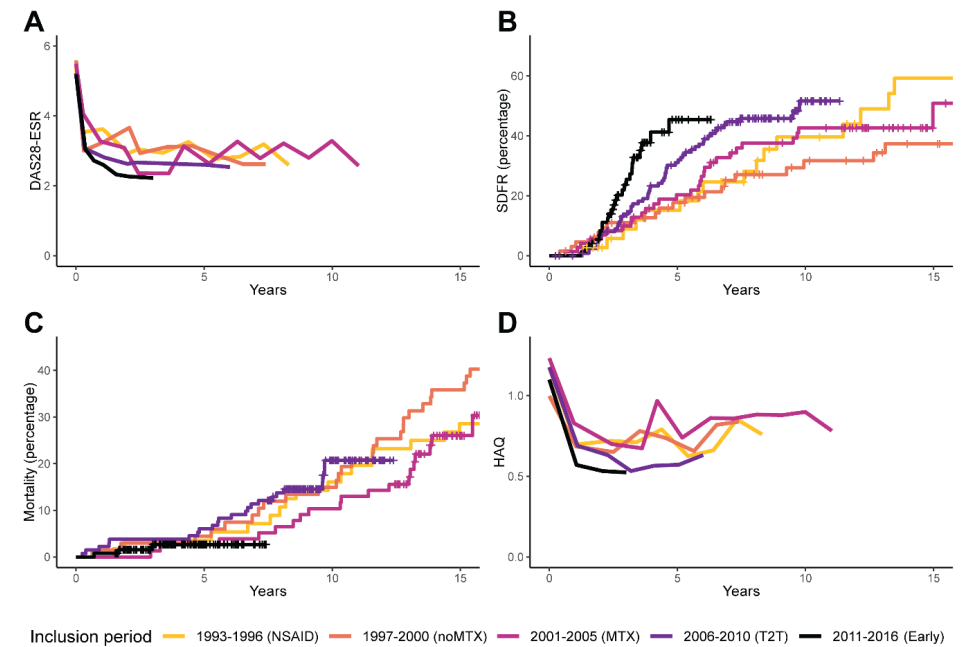 A
DAS28-ESR
6
4
2
0
0 5 10 15
Years
B
SDFR (percentage)
60
40
20
0
0 5 10 15
Years
C
Mortality (percentage)
40
30
20
10
0
0 5 10 15
Years
D
HAQ
1.0
0.5
0.0
0 5 10 15
Years
Inclusion period 1993-1996 (NSAID) 1997-2000 (noMTX) 2001-2005 (MTX) 2006-2010 (T2T) 2011-2016 (Early)